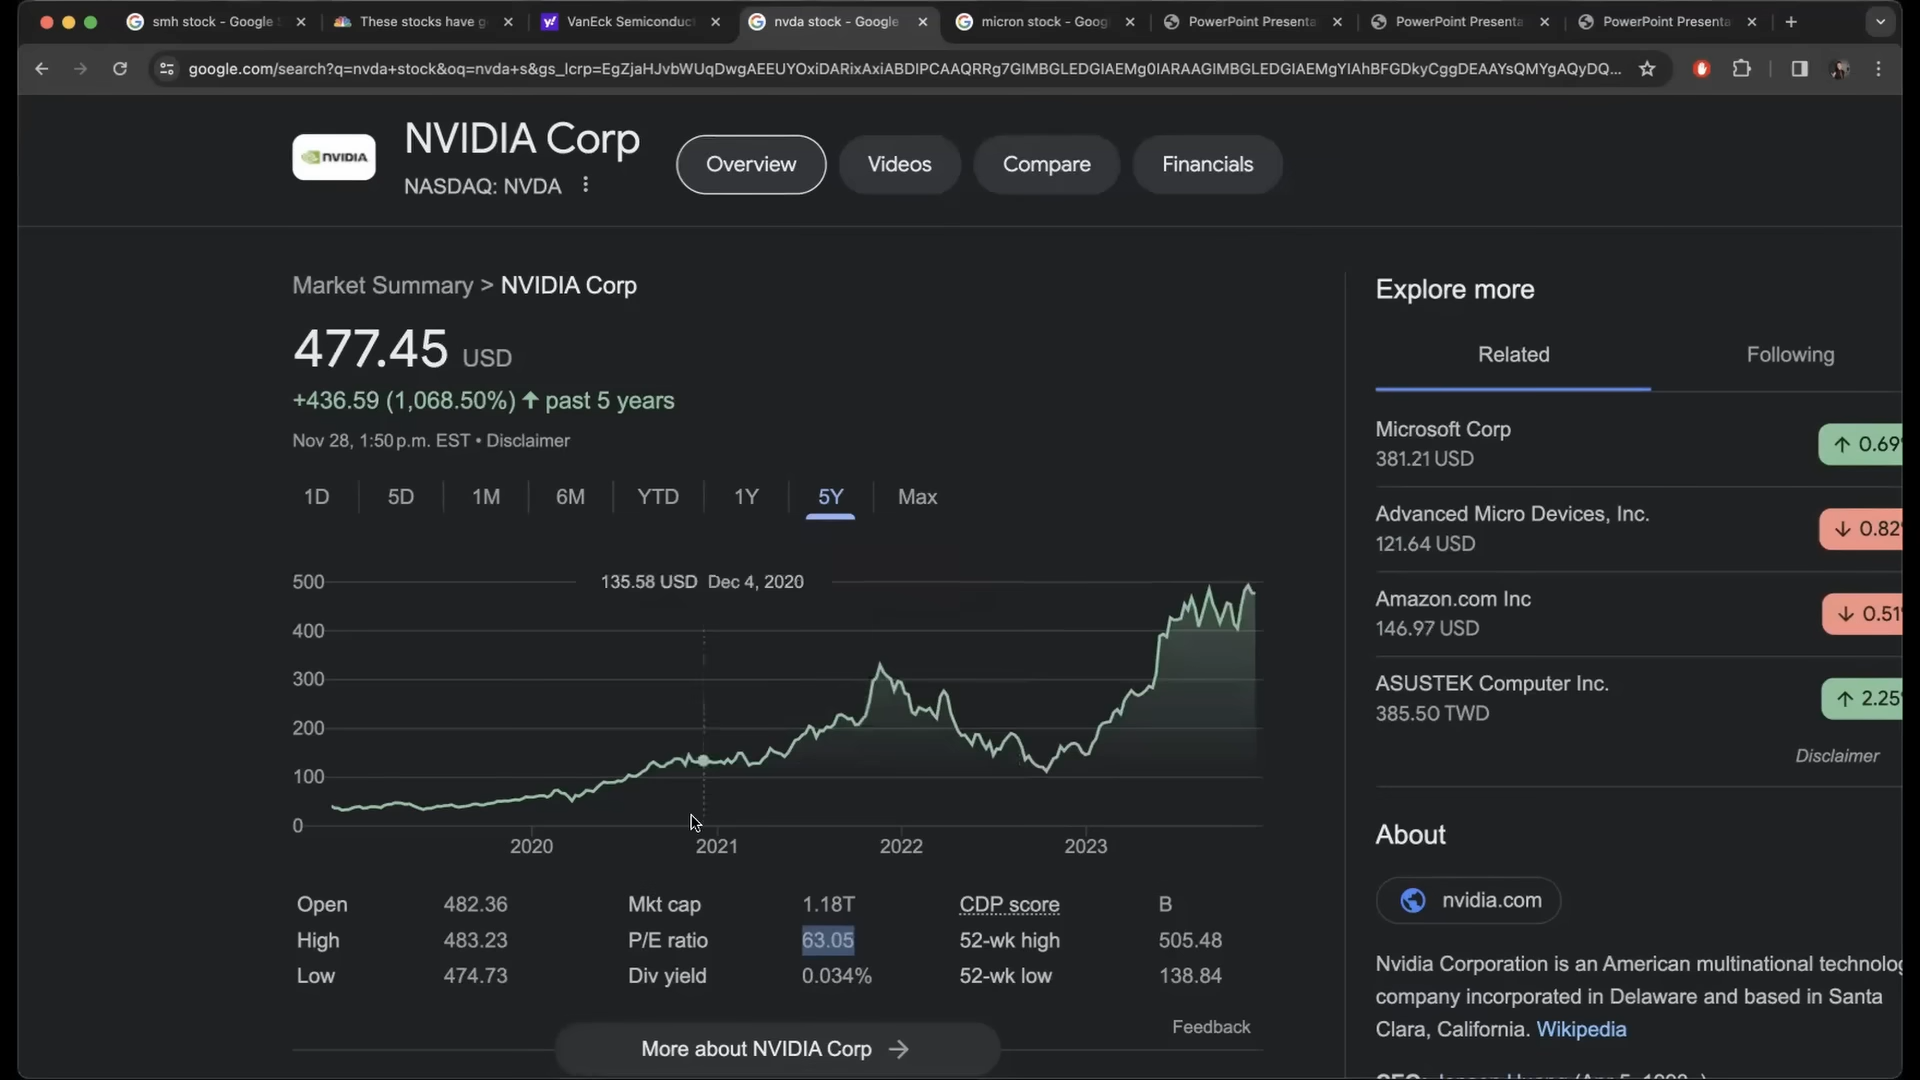 smh stock - Google
These stocks have g
VanEck Semiconduc
nvda stock - Google
micron stock - Goog
PowerPoint Presenta
PowerPoint Presenta
PowerPoint Presenta
google.com/search?q=nvda+stock&oq=nvda+s&gs_lcrp=EgZjaHJvbWUqDwgAEEUYOxiDARixAxiABDIPCAAQRRg7GIMBGLEDGIAEMg0IARAAGIMBGLEDGIAEMgYIAhBFGDkyCggDEAAYsQMYgAQyDQ...
NVIDIA
NVIDIA Corp
NASDAQ: NVDA
Overview
Videos
Compare
Financials
Market Summary > NVIDIA Corp
477.45 USD
+436.59 (1,068.50%) ↑ past 5 years
Nov 28, 1:50 p.m. EST • Disclaimer
1D 5D 1M 6M YTD 1Y 5Y Max
135.58 USD Dec 4, 2020
500
400
300
200
100
0
2020 2021 2022 2023
Open 482.36 Mkt cap 1.18T CDP score B
High 483.23 P/E ratio 63.05 52-wk high 505.48
Low 474.73 Div yield 0.034% 52-wk low 138.84
Feedback
More about NVIDIA Corp →
Explore more
Related Following
Microsoft Corp
381.21 USD
↑ 0.69
Advanced Micro Devices, Inc.
121.64 USD
↓ 0.82
Amazon.com Inc
146.97 USD
↓ 0.51
ASUSTEK Computer Inc.
385.50 TWD
↑ 2.25
Disclaimer
About
nvidia.com
Nvidia Corporation is an American multinational technolog
company incorporated in Delaware and based in Santa
Clara, California. Wikipedia